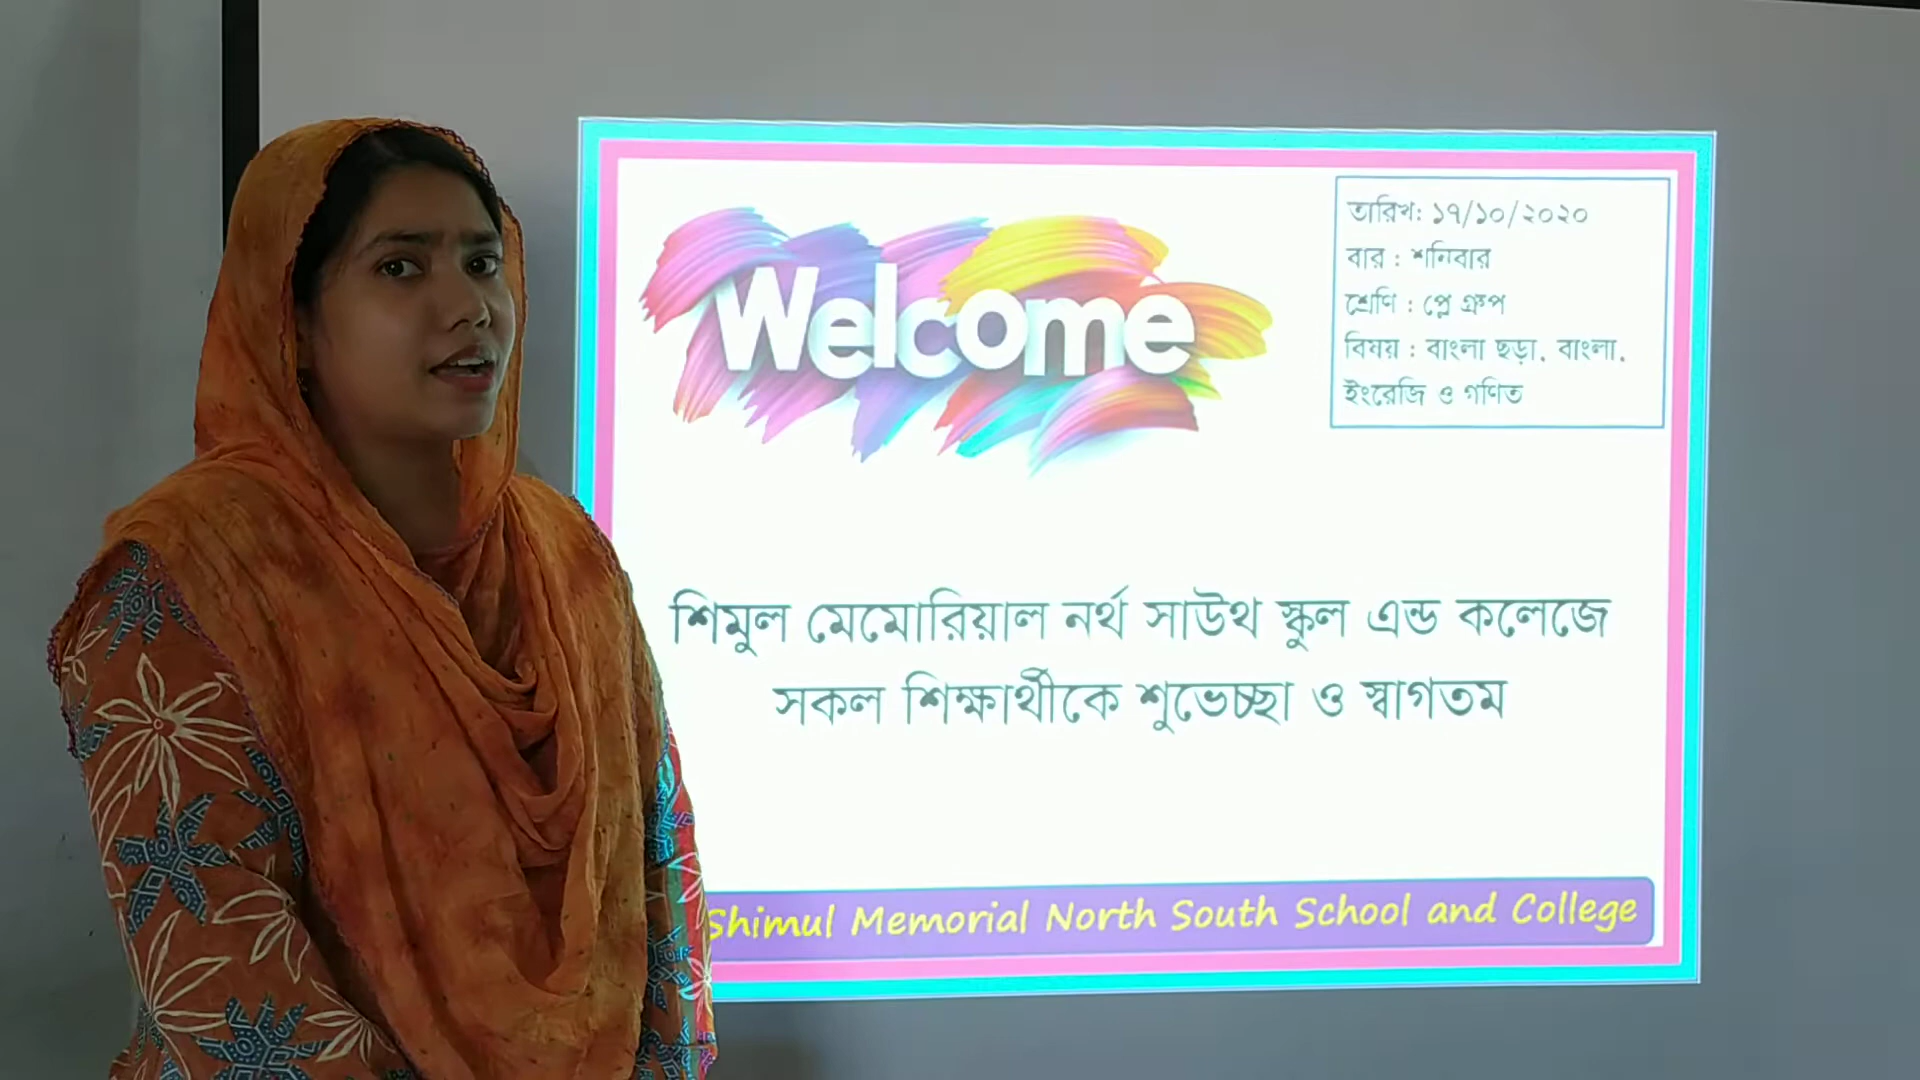 Welcome
তারিখ: ১৭/১০/২০২০
বার : শনিবার
শ্রেণি : প্লে গ্রুপ
বিষয় : বাংলা ছড়া, বাংলা,
ইংরেজি ও গণিত
শিমুল মেমোরিয়াল নর্থ সাউথ স্কুল এন্ড কলেজে
সকল শিক্ষার্থীকে শুভেচ্ছা ও স্বাগতম
Shimul Memorial North South School and College